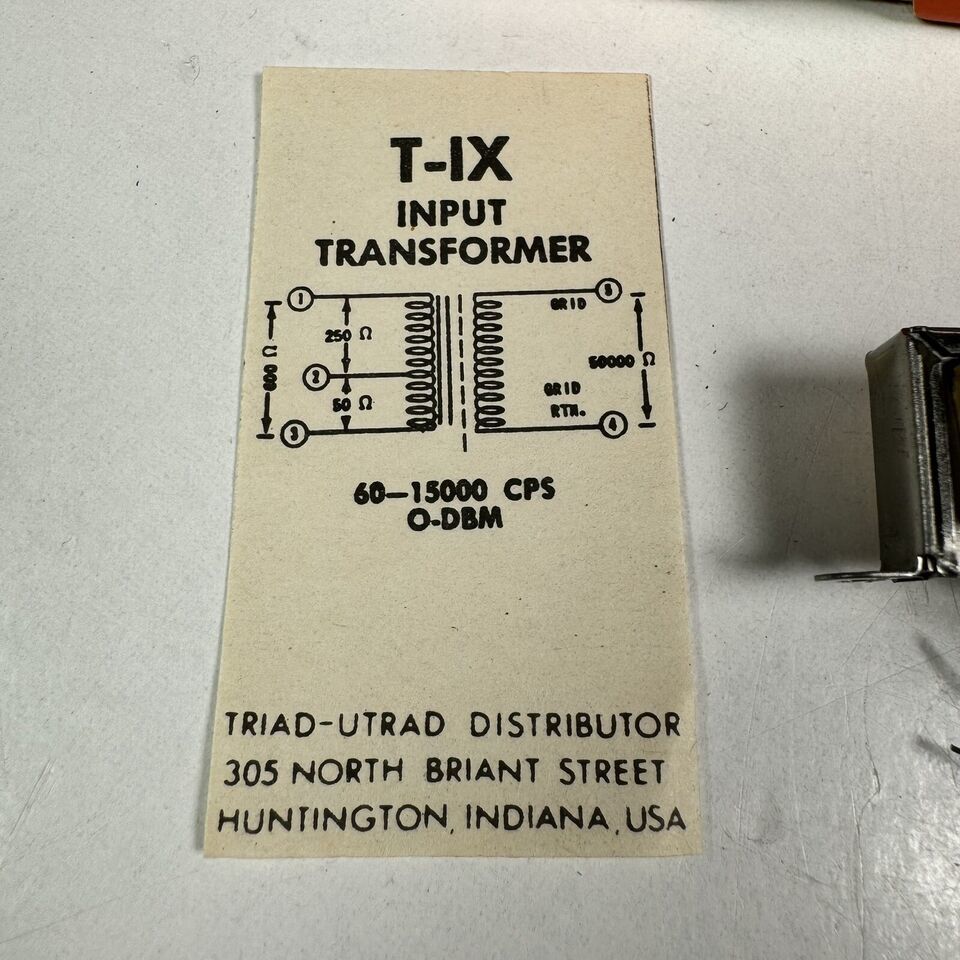 T-IX
INPUT
TRANSFORMER
1
5
GRID
250 Ω
2
50000 Ω
50 Ω
GRID
RTN.
3
4
60-15000 CPS
O-DBM
TRIAD-UTRAD DISTRIBUTOR
305 NORTH BRIANT STREET
HUNTINGTON, INDIANA, USA